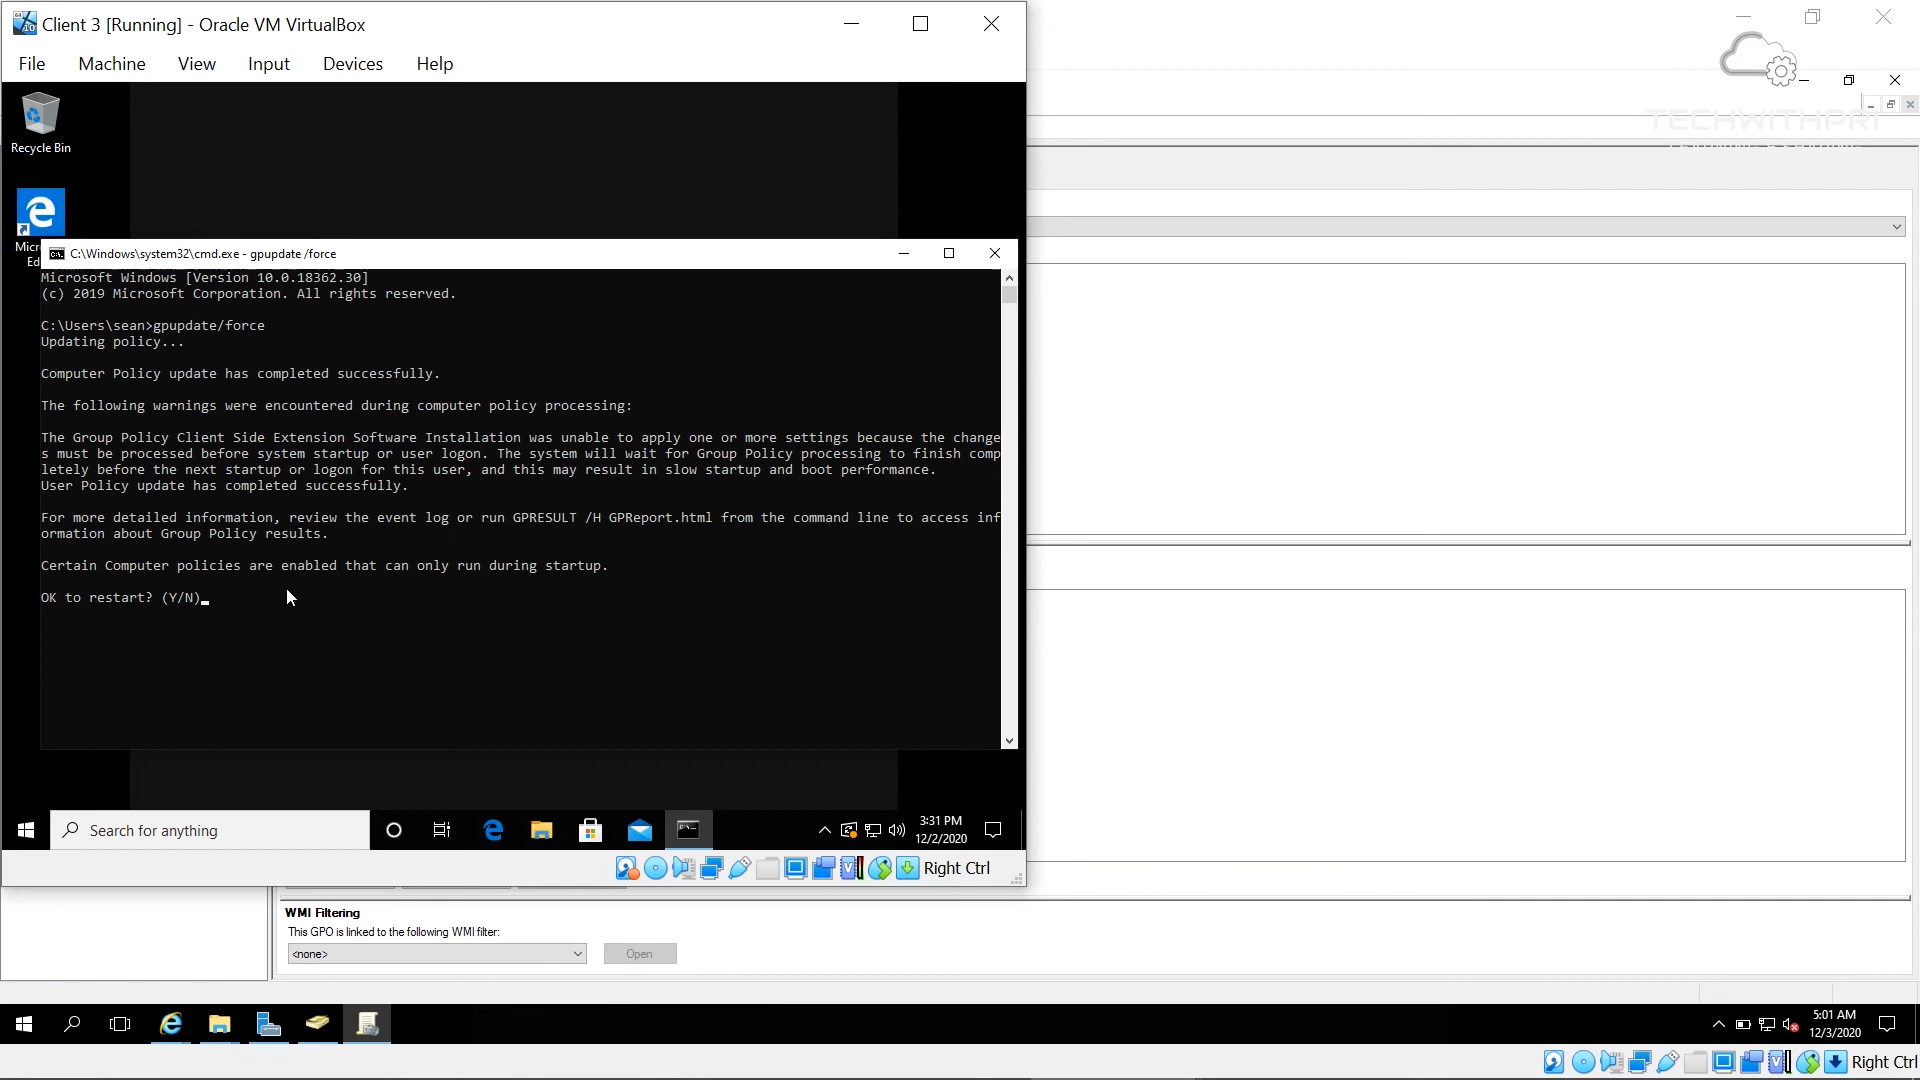 Client 3 [Running] - Oracle VM VirtualBox
File Machine View Input Devices Help
TECHWITHPRI
Recycle Bin
Micr
Ed
C:\Windows\system32\cmd.exe - gpupdate /force
Microsoft Windows [Version 10.0.18362.30]
(c) 2019 Microsoft Corporation. All rights reserved.
C:\Users\sean>gpupdate/force
Updating policy...
Computer Policy update has completed successfully.
The following warnings were encountered during computer policy processing:
The Group Policy Client Side Extension Software Installation was unable to apply one or more settings because the change
s must be processed before system startup or user logon. The system will wait for Group Policy processing to finish comp
letely before the next startup or logon for this user, and this may result in slow startup and boot performance.
User Policy update has completed successfully.
For more detailed information, review the event log or run GPRESULT /H GPReport.html from the command line to access inf
ormation about Group Policy results.
Certain Computer policies are enabled that can only run during startup.
OK to restart? (Y/N)
Search for anything
3:31 PM
12/2/2020
Right Ctrl
WMI Filtering
This GPO is linked to the following WMI filter:
<none>
Open
5:01 AM
12/3/2020
Right Ctrl